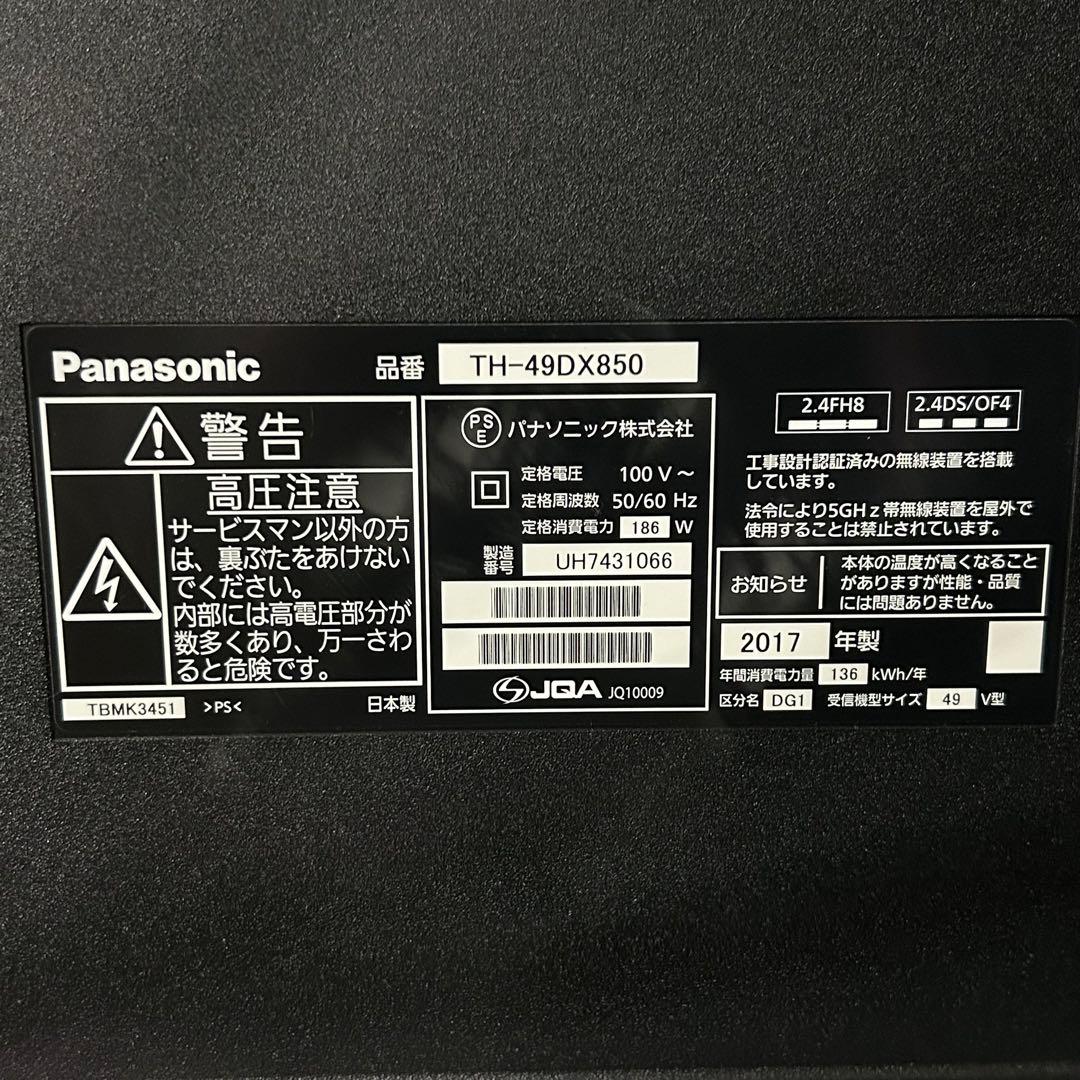 Panasonic 品番 TH-49DX850
警告
高圧注意
サービスマン以外の方
は、裏ぶたをあけない
でください。
内部には高電圧部分が
数多くあり、万一さわ
ると危険です。
TBMK3451 >PS< 日本製
PSE パナソニック株式会社
定格電圧 100 V～
定格周波数 50/60 Hz
定格消費電力 186 W
製造番号 UH7431066
JQA JQ10009
2.4FH8 2.4DS/OF4
工事設計認証済みの無線装置を搭載
しています。
法令により5GHz帯無線装置を屋外で
使用することは禁止されています。
お知らせ
本体の温度が高くなること
がありますが性能・品質
には問題ありません。
2017 年製
年間消費電力量 136 kWh/年
区分名 DG1 受信機型サイズ 49 V型